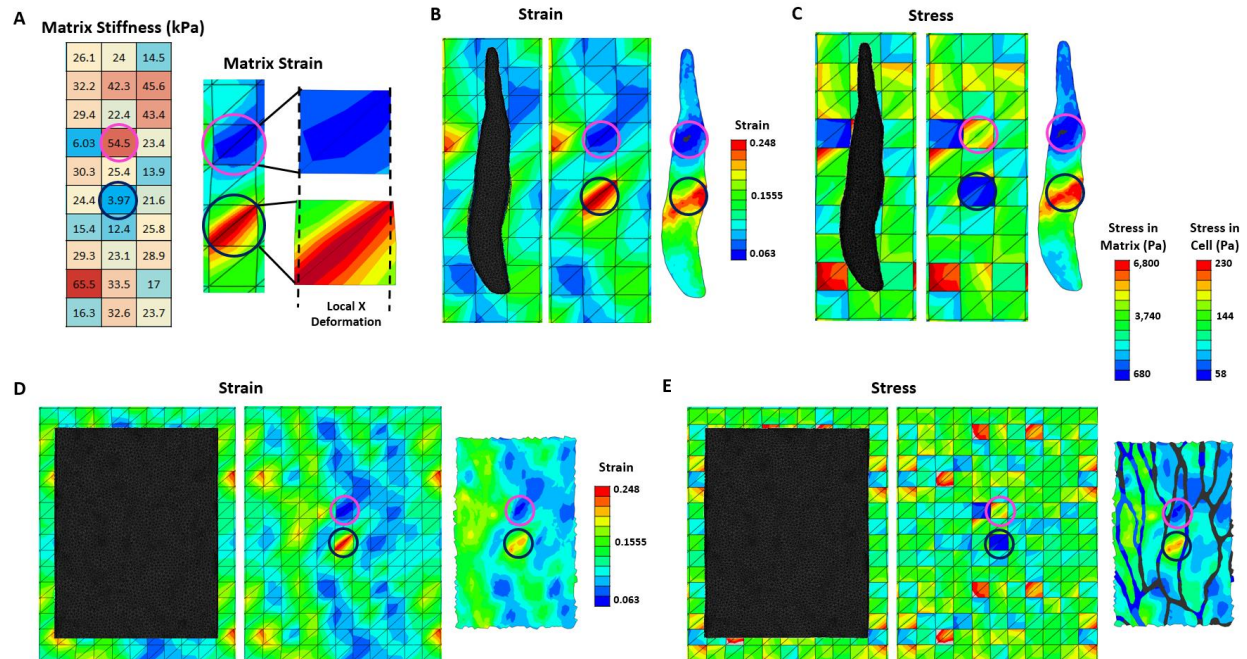 A
Matrix Stiffness (kPa)
26.1 24 14.5
32.2 42.3 45.6
29.4 22.4 43.4
6.03 54.5 23.4
30.3 25.4 13.9
24.4 3.97 21.6
15.4 12.4 25.8
29.3 23.1 28.9
65.5 33.5 17
16.3 32.6 23.7
Matrix Strain
Local X
Deformation
B
Strain
Strain
0.248
0.1555
0.063
C
Stress
Stress in
Matrix (Pa)
6,800
3,740
680
Stress in
Cell (Pa)
230
144
58
D
Strain
Strain
0.248
0.1555
0.063
E
Stress